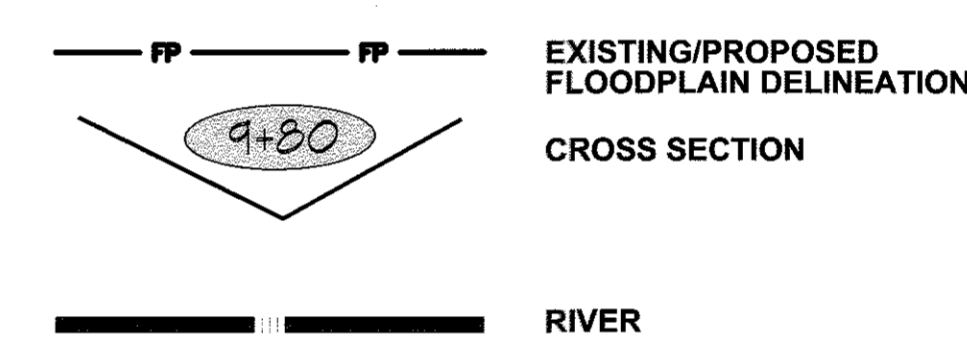 FP FP EXISTING/PROPOSED
FLOODPLAIN DELINEATION
9+80 CROSS SECTION
RIVER